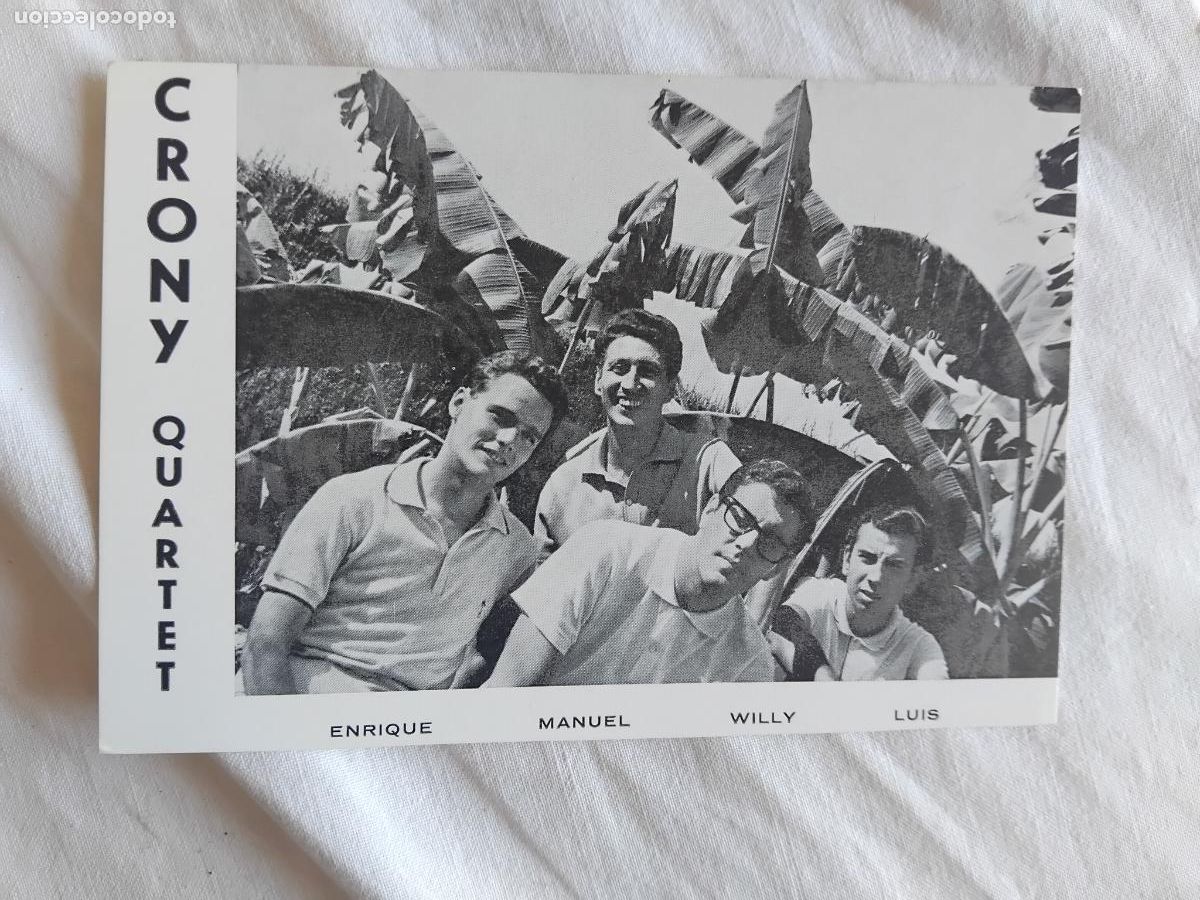 todocoleccion
CRONY QUARTET
ENRIQUE MANUEL WILLY LUIS